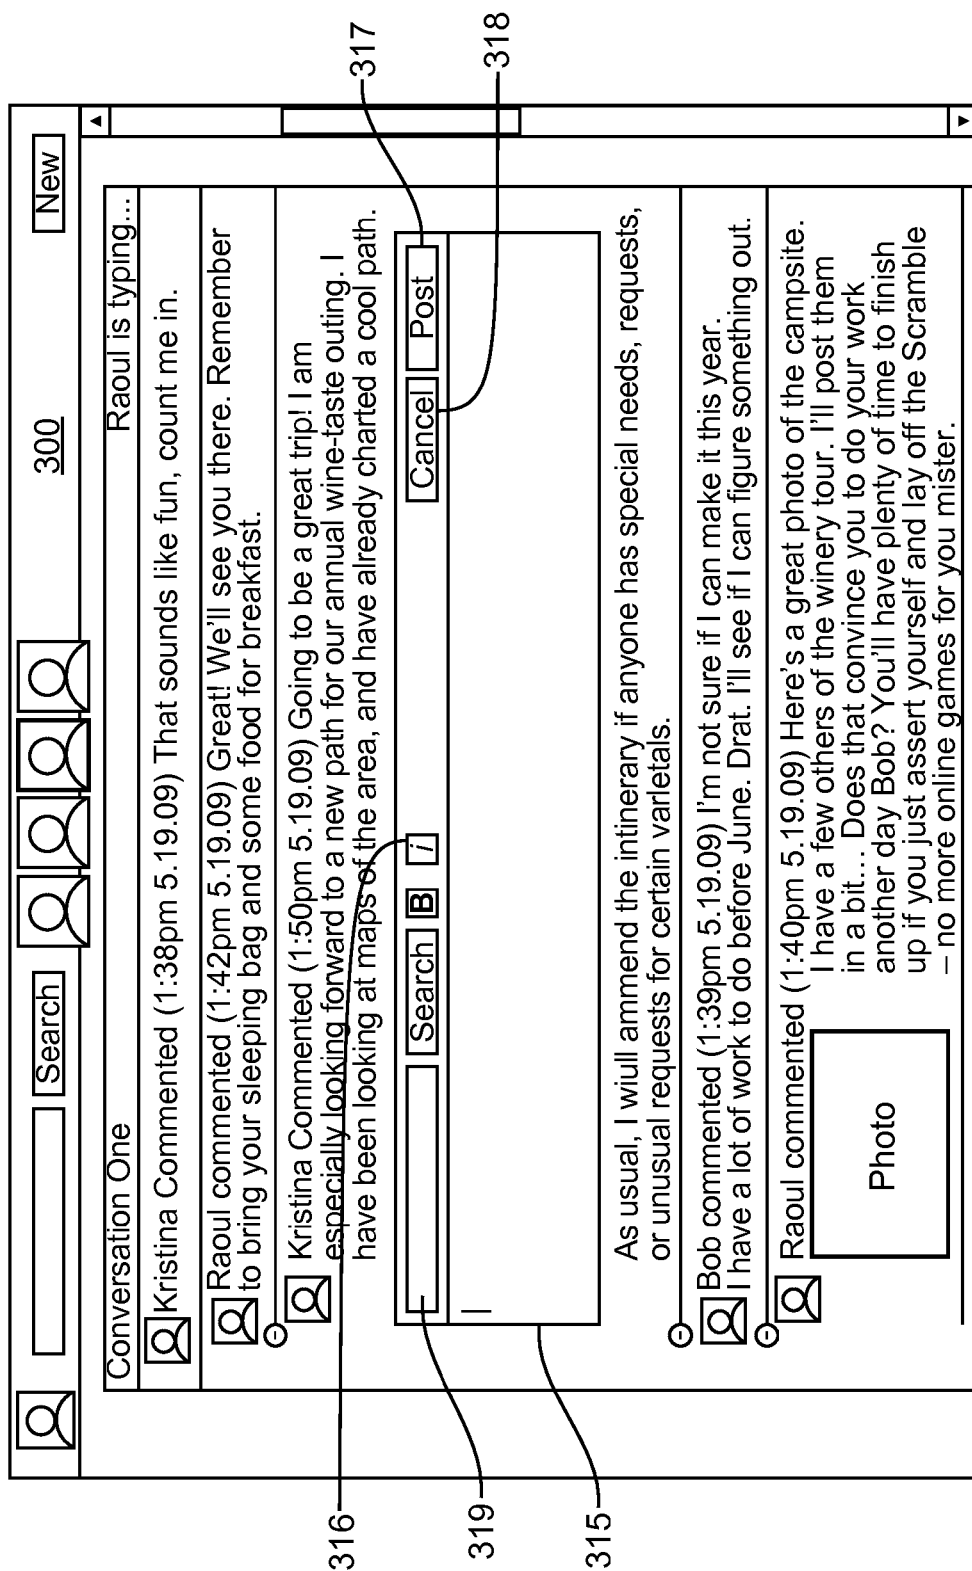 Search
300
New
Conversation One
Raoul is typing...
Kristina Commented (1:38pm 5.19.09) That sounds like fun, count me in.
Raoul commented (1:42pm 5.19.09) Great! We'll see you there. Remember
to bring your sleeping bag and some food for breakfast.
Kristina Commented (1:50pm 5.19.09) Going to be a great trip! I am
especially looking forward to a new path for our annual wine-taste outing. I
have been looking at maps of the area, and have already charted a cool path.
Search
B
i
Cancel
Post
As usual, I wiull ammend the intinerary if anyone has special needs, requests,
or unusual requests for certain varletals.
Bob commented (1:39pm 5.19.09) I'm not sure if I can make it this year.
I have a lot of work to do before June. Drat. I'll see if I can figure something out.
Raoul commented (1:40pm 5.19.09) Here's a great photo of the campsite.
I have a few others of the winery tour. I'll post them
in a bit... Does that convince you to do your work
another day Bob? You'll have plenty of time to finish
up if you just assert yourself and lay off the Scramble
– no more online games for you mister.
Photo
316
319
315
317
318